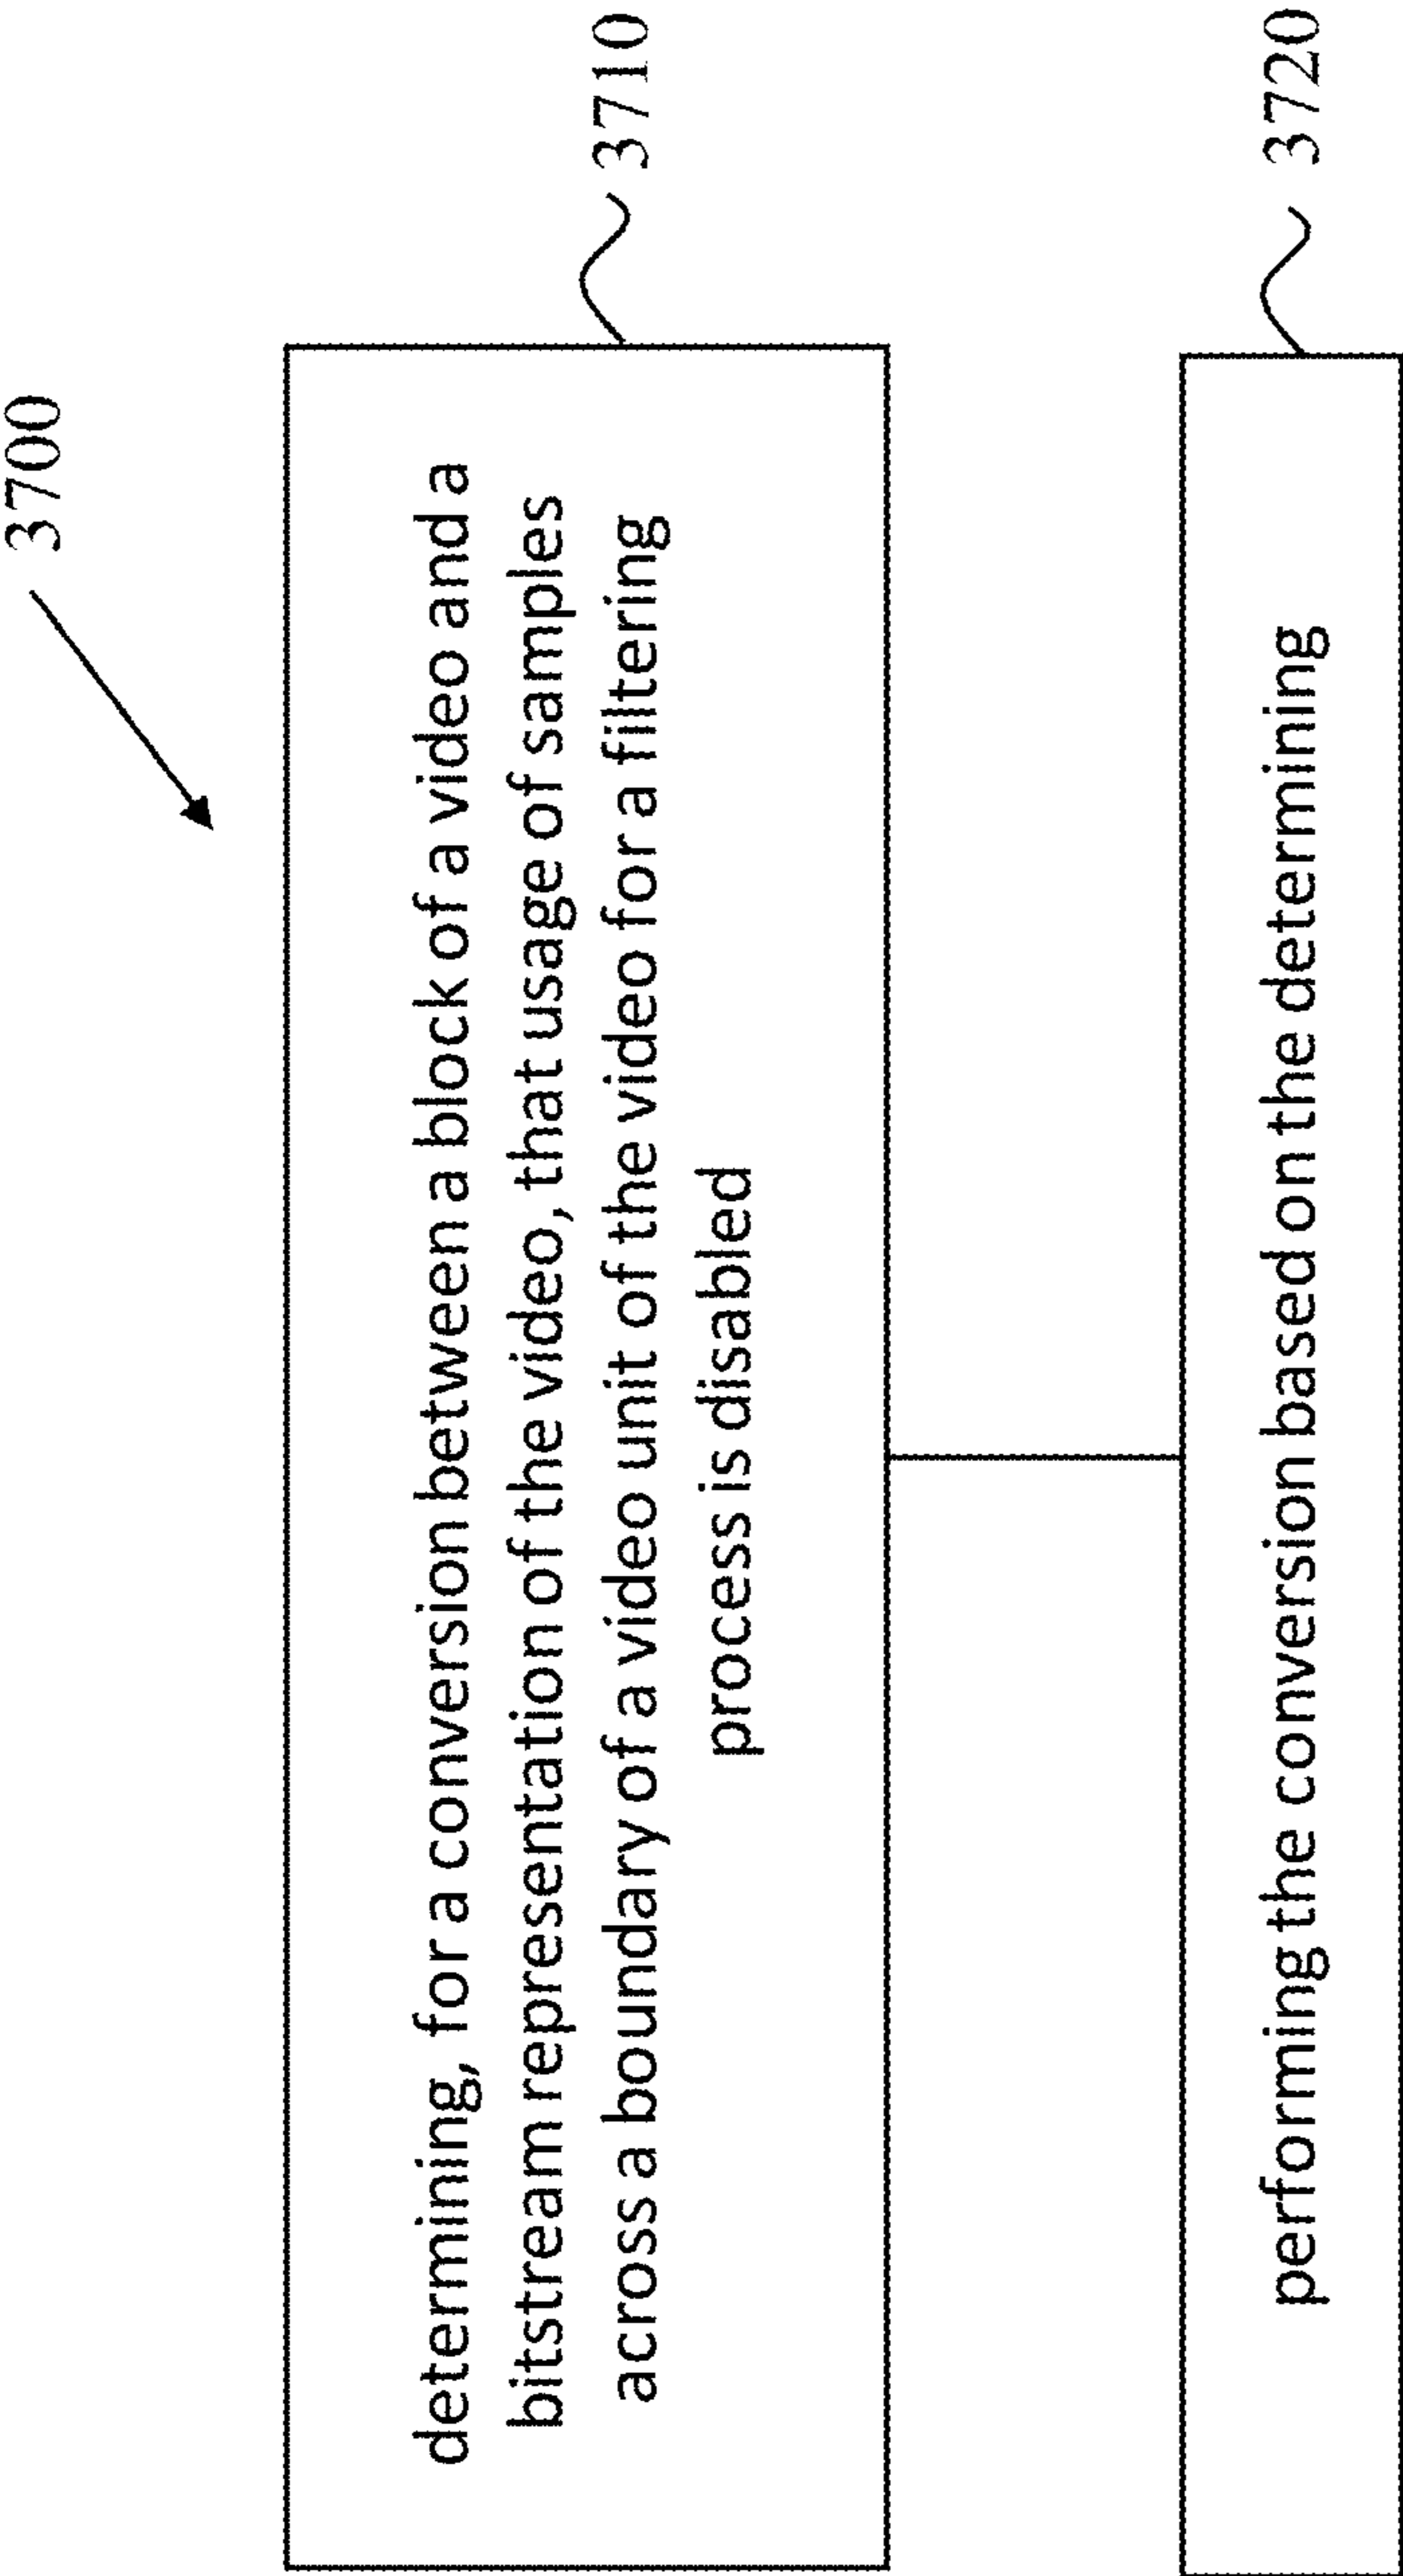 3700
determining, for a conversion between a block of a video and a
bitstream representation of the video, that usage of samples
across a boundary of a video unit of the video for a filtering
process is disabled
3710
performing the conversion based on the determining
3720